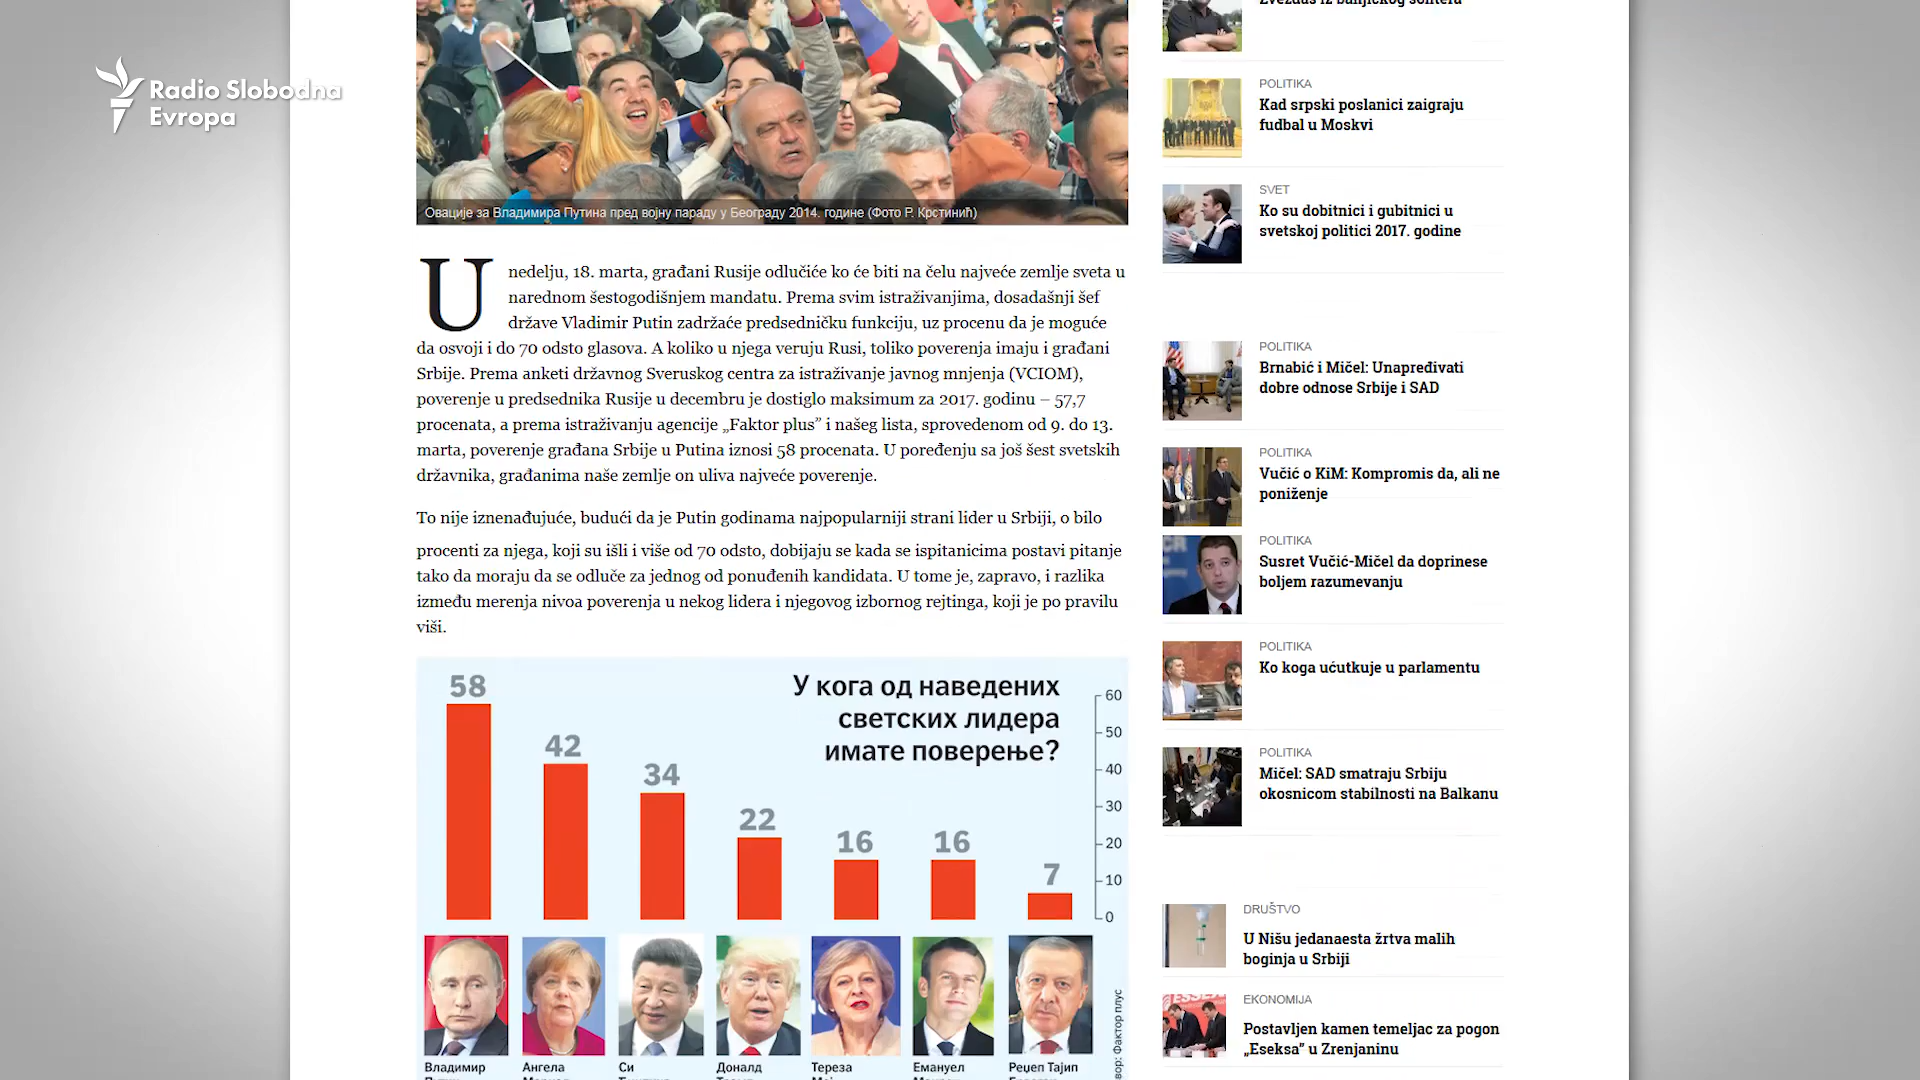 Radio Slobodna
Evropa
Овације за Владимира Путина пред војну параду у Београду 2014. године (Фото Р. Крстинић)
U nedelju, 18. marta, građani Rusije odlučiće ko će biti na čelu najveće zemlje sveta u
narednom šestogodišnjem mandatu. Prema svim istraživanjima, dosadašnji šef
države Vladimir Putin zadržaće predsedničku funkciju, uz procenu da je moguće
da osvoji i do 70 odsto glasova. A koliko u njega veruju Rusi, toliko poverenja imaju i građani
Srbije. Prema anketi državnog Sveruskog centra za istraživanje javnog mnjenja (VCIOM),
poverenje u predsednika Rusije u decembru je dostiglo maksimum za 2017. godinu – 57,7
procenata, a prema istraživanju agencije „Faktor plus” i našeg lista, sprovedenom od 9. do 13.
marta, poverenje građana Srbije u Putina iznosi 58 procenata. U poređenju sa još šest svetskih
državnika, građanima naše zemlje on uliva najveće poverenje.
To nije iznenađujuće, budući da je Putin godinama najpopularniji strani lider u Srbiji, o bilo
procenti za njega, koji su išli i više od 70 odsto, dobijaju se kada se ispitanicima postavi pitanje
tako da moraju da se odluče za jednog od ponuđenih kandidata. U tome je, zapravo, i razlika
između merenja nivoa poverenja u nekog lidera i njegovog izbornog rejtinga, koji je po pravilu
viši.
У кога од наведених
светских лидера
имате поверење?
58
42
34
22
16
16
7
60
50
40
30
20
10
0
Владимир
Ангела
Си
Доналд
Тереза
Емануел
Реџеп Тајип
Фактор плус
POLITIKA
Kad srpski poslanici zaigraju
fudbal u Moskvi
SVET
Ko su dobitnici i gubitnici u
svetskoj politici 2017. godine
POLITIKA
Brnabić i Mičel: Unapređivati
dobre odnose Srbije i SAD
POLITIKA
Vučić o KiM: Kompromis da, ali ne
poniženje
POLITIKA
Susret Vučić-Mičel da doprinese
boljem razumevanju
POLITIKA
Ko koga ućutkuje u parlamentu
POLITIKA
Mičel: SAD smatraju Srbiju
okosnicom stabilnosti na Balkanu
DRUŠTVO
U Nišu jedanaesta žrtva malih
boginja u Srbiji
EKONOMIJA
Postavljen kamen temeljac za pogon
„Eseksa” u Zrenjaninu